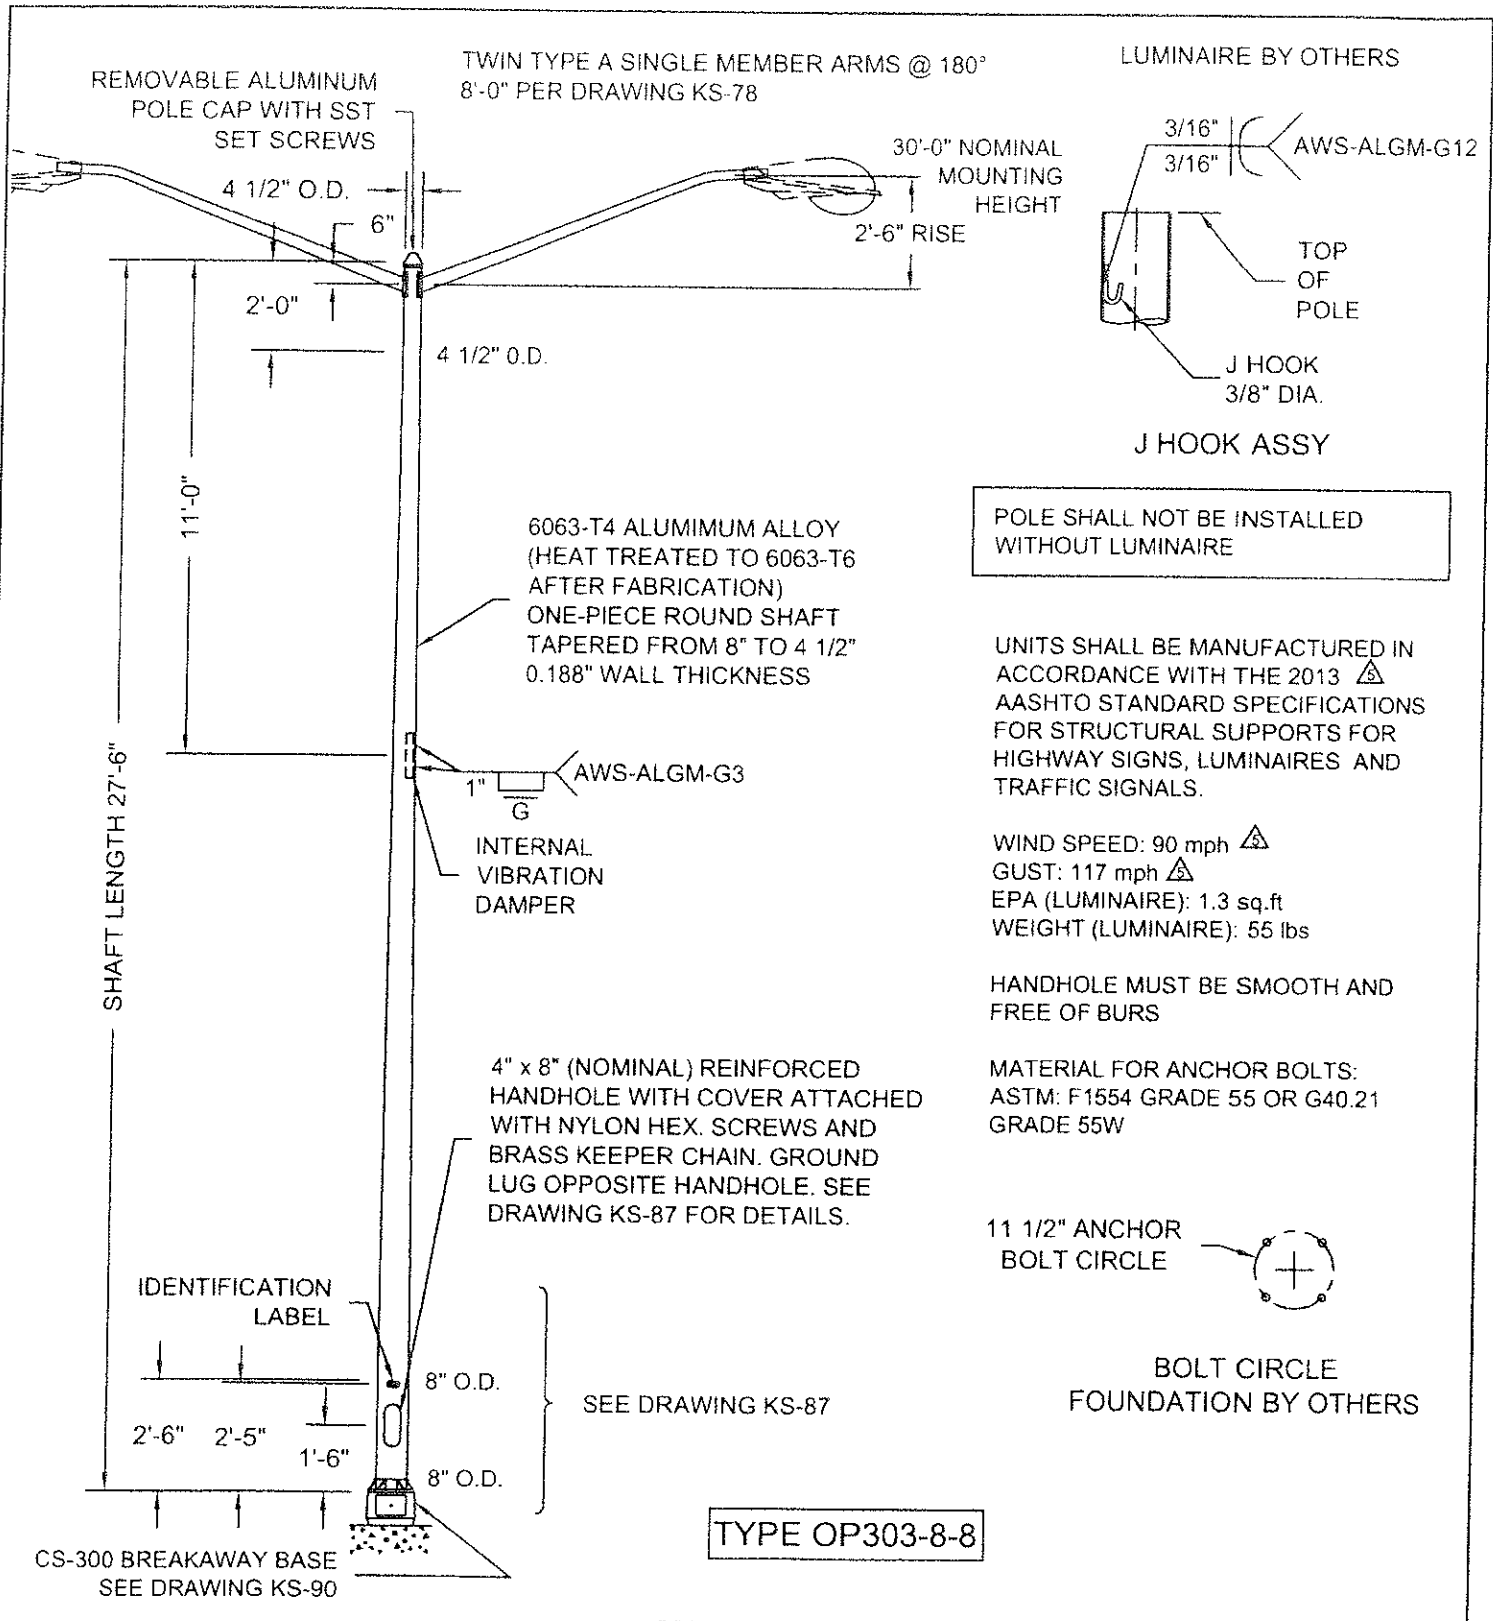 REMOVABLE ALUMINUM
POLE CAP WITH SST
SET SCREWS
TWIN TYPE A SINGLE MEMBER ARMS @ 180°
8'-0" PER DRAWING KS-78
LUMINAIRE BY OTHERS
4 1/2" O.D.
6"
2'-0"
30'-0" NOMINAL
MOUNTING
HEIGHT
2'-6" RISE
3/16"
3/16"
AWS-ALGM-G12
TOP
OF
POLE
J HOOK
3/8" DIA.
J HOOK ASSY
4 1/2" O.D.
11'-0"
SHAFT LENGTH 27'-6"
6063-T4 ALUMIMUM ALLOY
(HEAT TREATED TO 6063-T6
AFTER FABRICATION)
ONE-PIECE ROUND SHAFT
TAPERED FROM 8" TO 4 1/2"
0.188" WALL THICKNESS
POLE SHALL NOT BE INSTALLED
WITHOUT LUMINAIRE
UNITS SHALL BE MANUFACTURED IN
ACCORDANCE WITH THE 2013 5
AASHTO STANDARD SPECIFICATIONS
FOR STRUCTURAL SUPPORTS FOR
HIGHWAY SIGNS, LUMINAIRES AND
TRAFFIC SIGNALS.
1"
G
AWS-ALGM-G3
INTERNAL
VIBRATION
DAMPER
WIND SPEED: 90 mph 5
GUST: 117 mph 5
EPA (LUMINAIRE): 1.3 sq.ft
WEIGHT (LUMINAIRE): 55 lbs
HANDHOLE MUST BE SMOOTH AND
FREE OF BURS
4" x 8" (NOMINAL) REINFORCED
HANDHOLE WITH COVER ATTACHED
WITH NYLON HEX. SCREWS AND
BRASS KEEPER CHAIN. GROUND
LUG OPPOSITE HANDHOLE. SEE
DRAWING KS-87 FOR DETAILS.
MATERIAL FOR ANCHOR BOLTS:
ASTM: F1554 GRADE 55 OR G40.21
GRADE 55W
11 1/2" ANCHOR
BOLT CIRCLE
BOLT CIRCLE
FOUNDATION BY OTHERS
IDENTIFICATION
LABEL
8" O.D.
2'-6"
2'-5"
1'-6"
8" O.D.
SEE DRAWING KS-87
CS-300 BREAKAWAY BASE
SEE DRAWING KS-90
TYPE OP303-8-8